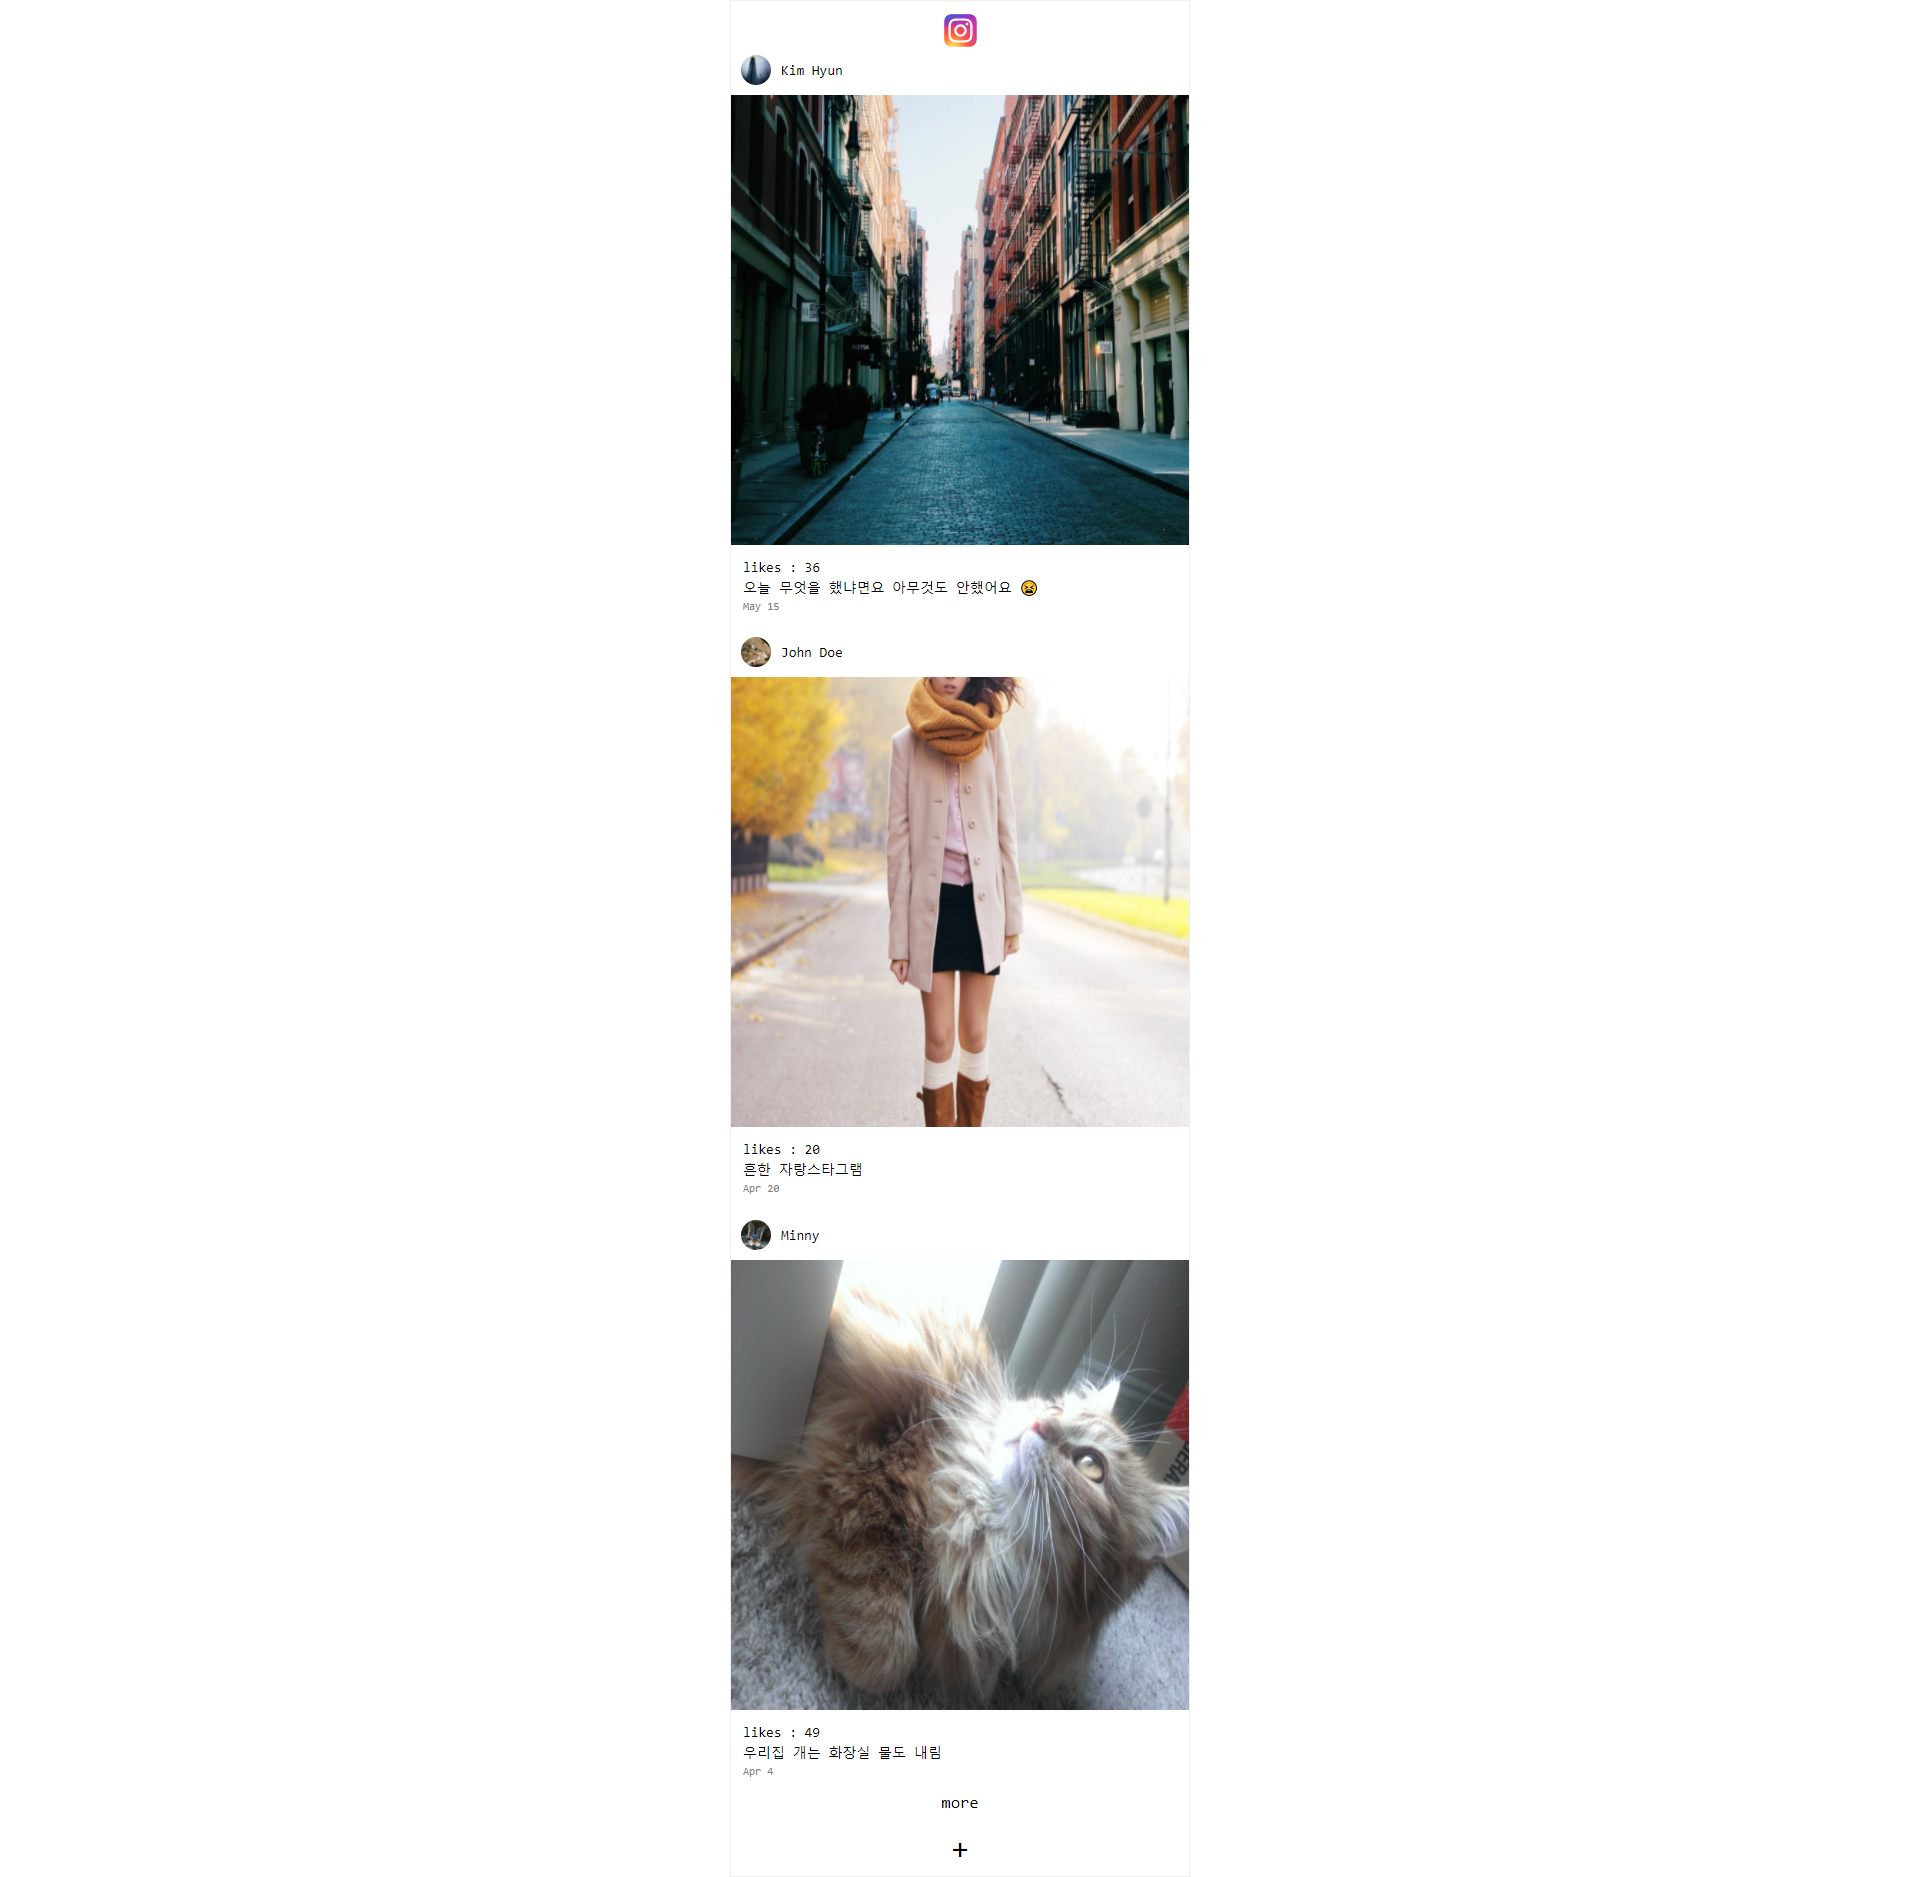 Kim Hyun
likes : 36
오늘 무엇을 했냐면요 아무것도 안했어요 😫
May 15
John Doe
likes : 20
흔한 자랑스타그램
Apr 20
Minny
likes : 49
우리집 개는 화장실 물도 내림
Apr 4
more
+